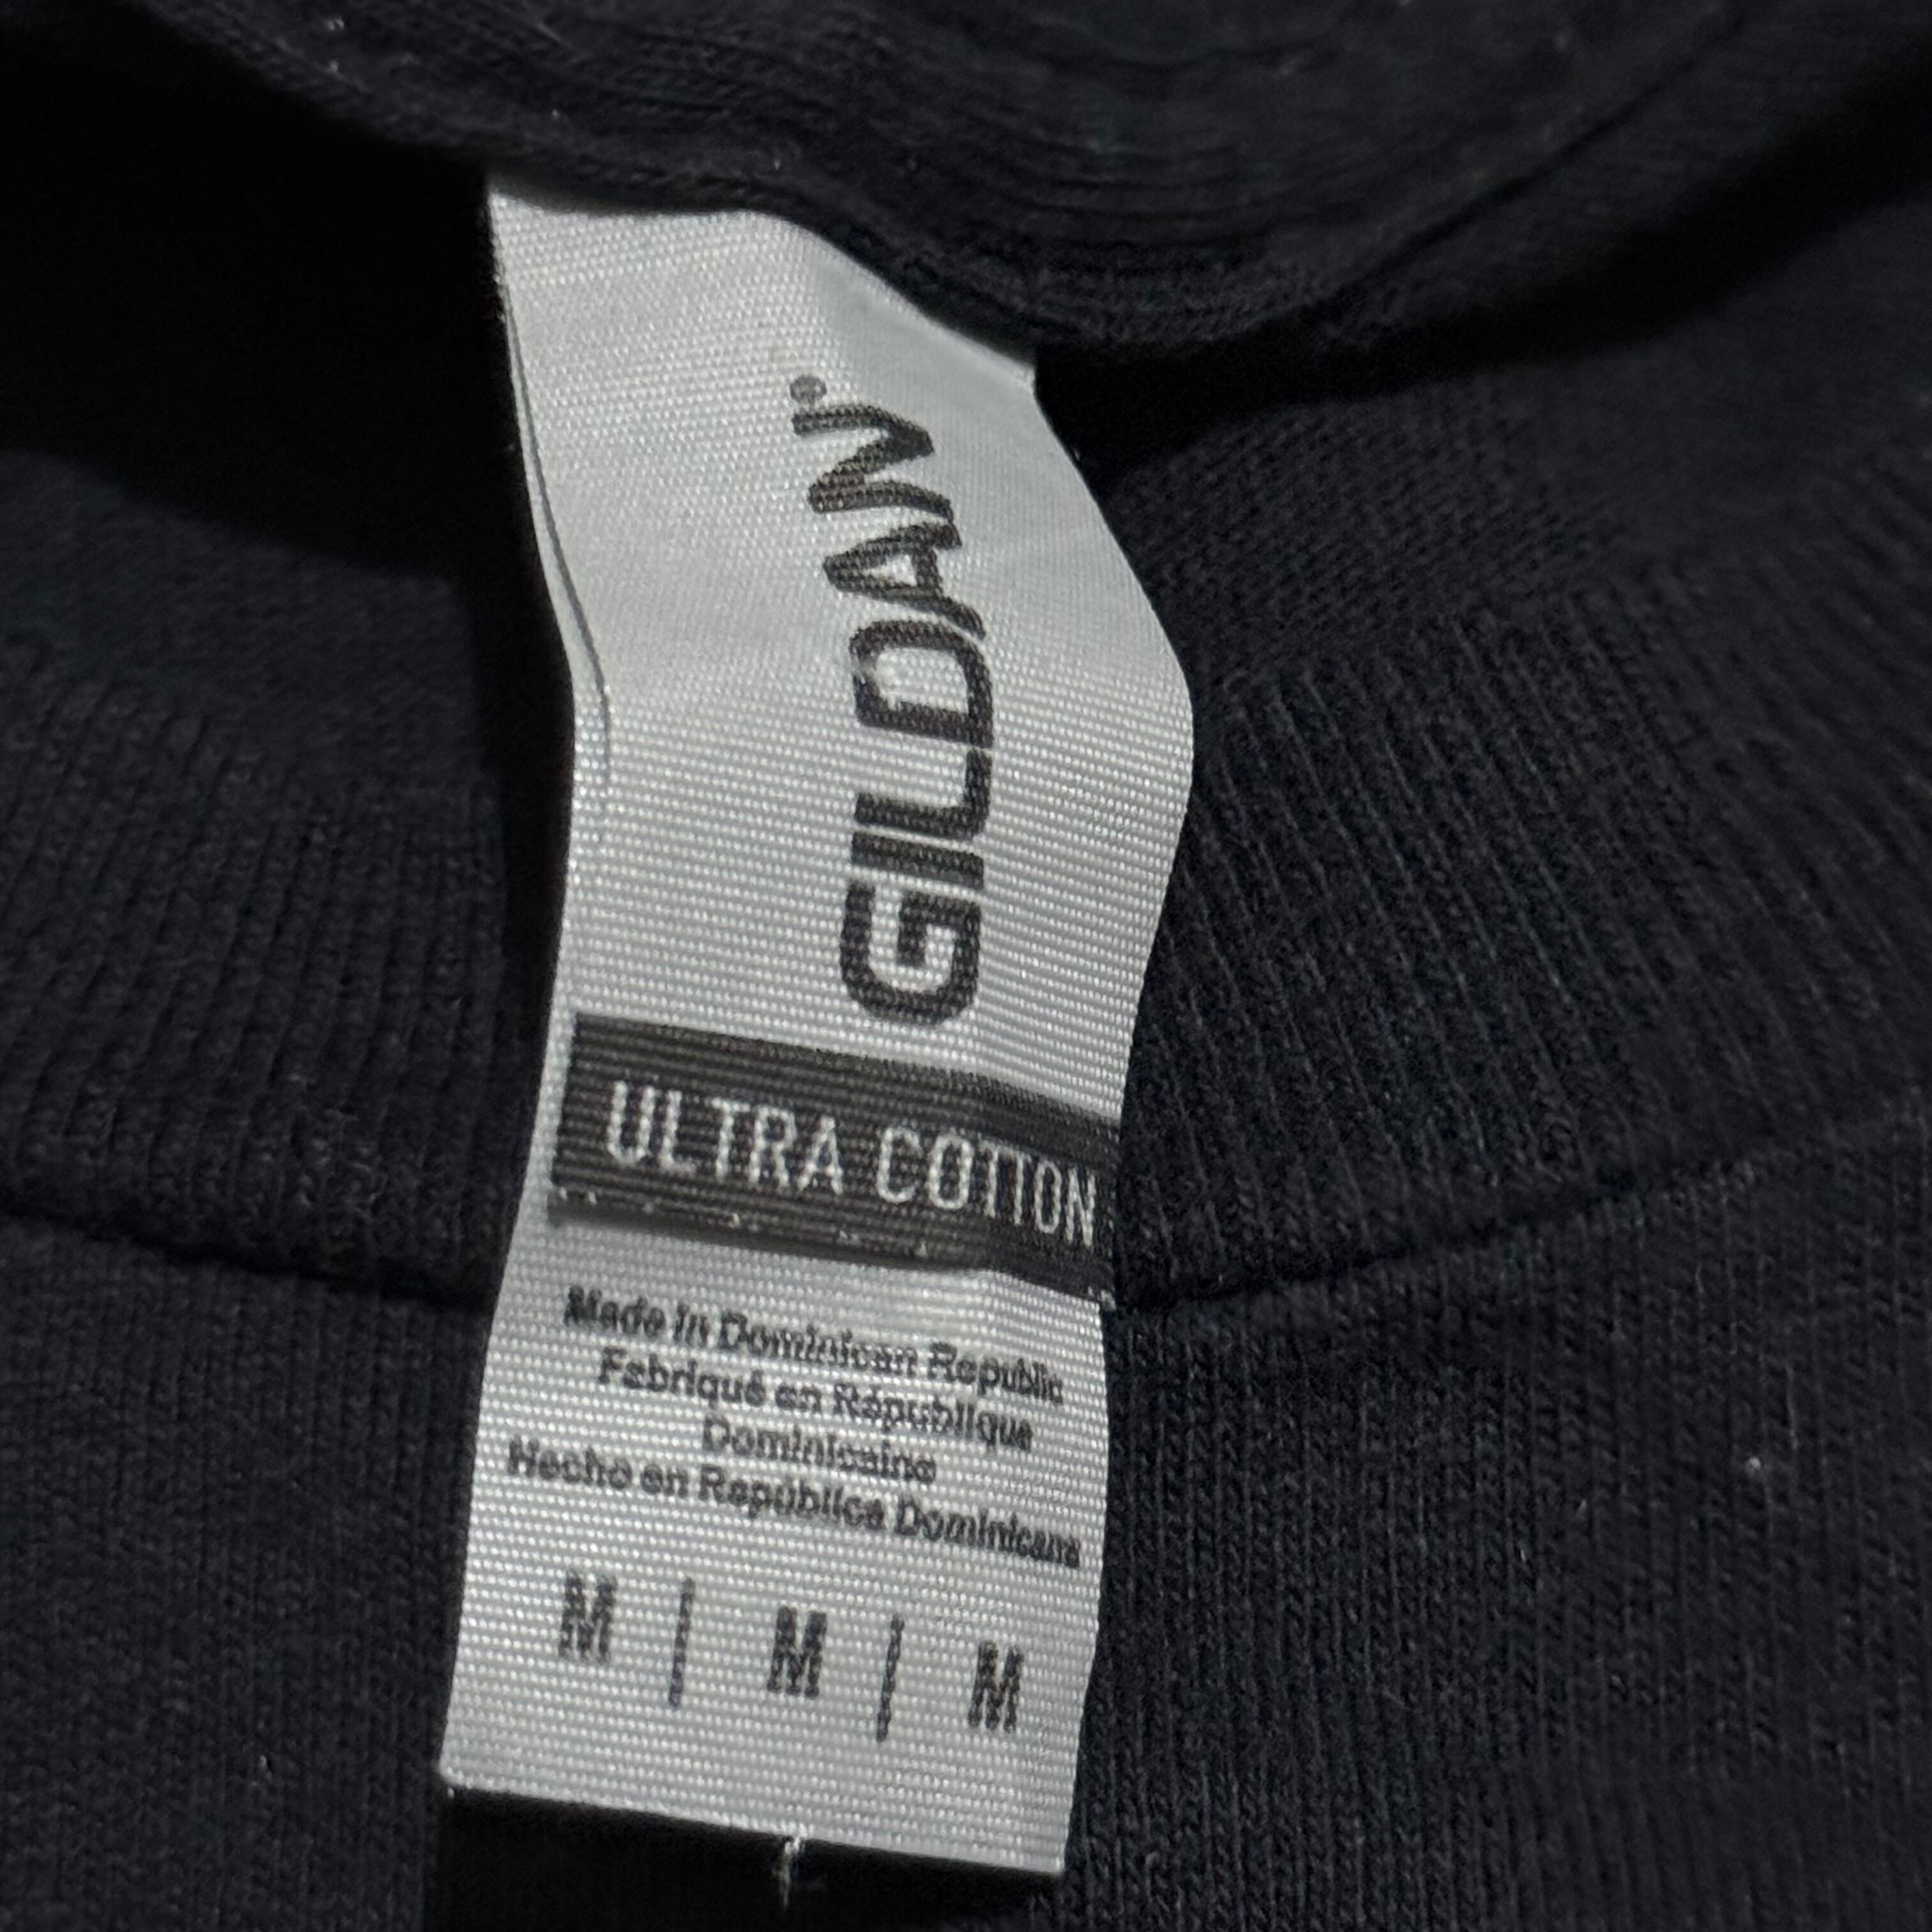 GILDAN®
ULTRA COTTON
Made in Dominican Republic
Fabriqué en République
Dominicaine
Hecho en República Dominicana
M | M | M